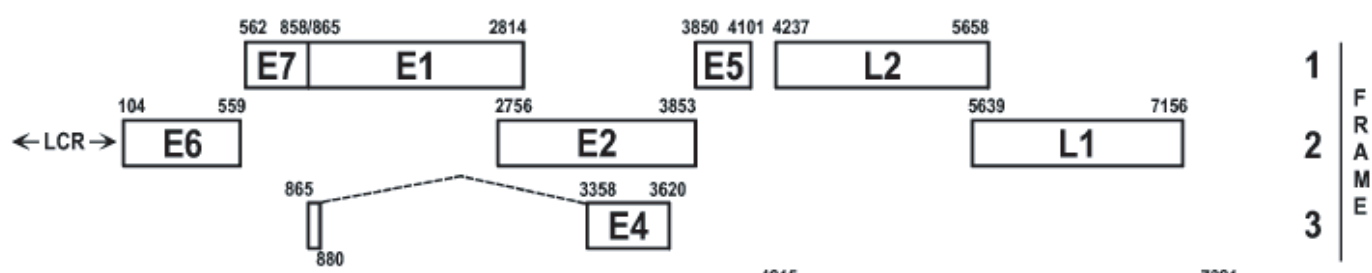 562 858/865 2814 3850 4101 4237 5658
E7 E1 E5 L2 1
104 559 2756 3853 5639 7156
←LCR→ E6 E2 L1 2
865 3358 3620
E4 3
880
FRAME